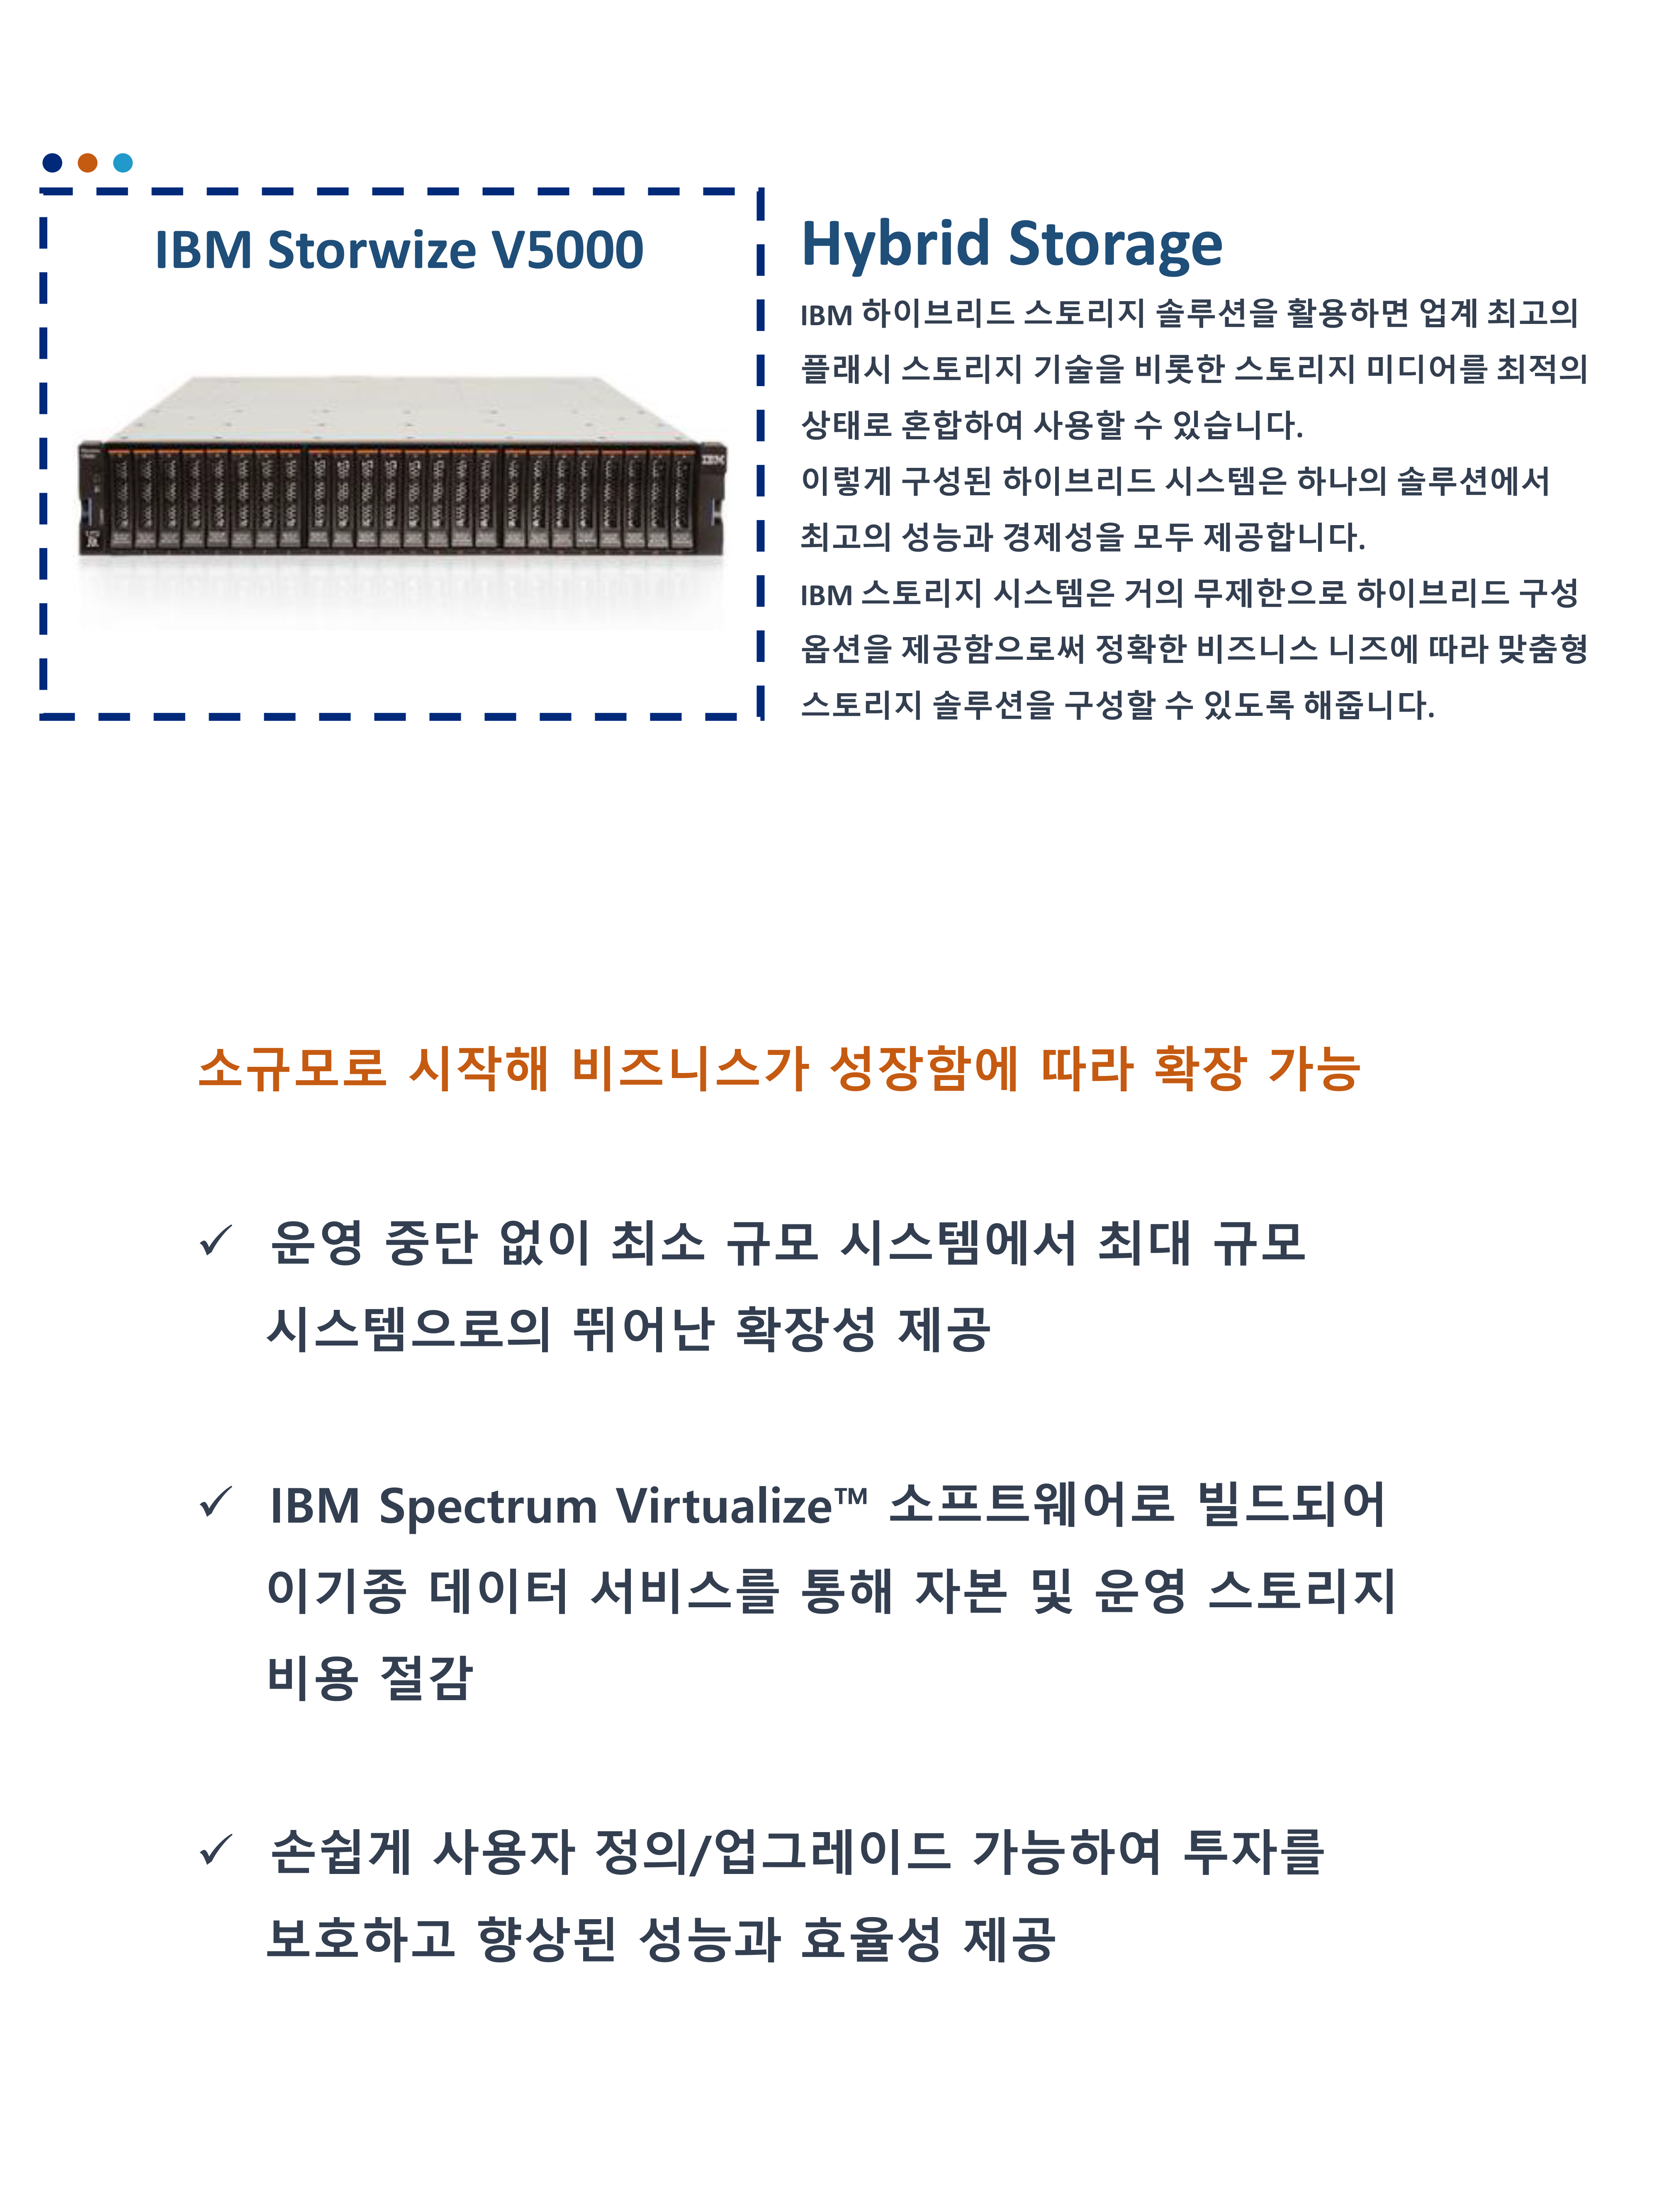 IBM Storwize V5000
IBM
Hybrid Storage
IBM 하이브리드 스토리지 솔루션을 활용하면 업계 최고의
플래시 스토리지 기술을 비롯한 스토리지 미디어를 최적의
상태로 혼합하여 사용할 수 있습니다.
이렇게 구성된 하이브리드 시스템은 하나의 솔루션에서
최고의 성능과 경제성을 모두 제공합니다.
IBM 스토리지 시스템은 거의 무제한으로 하이브리드 구성
옵션을 제공함으로써 정확한 비즈니스 니즈에 따라 맞춤형
스토리지 솔루션을 구성할 수 있도록 해줍니다.
소규모로 시작해 비즈니스가 성장함에 따라 확장 가능
✓ 운영 중단 없이 최소 규모 시스템에서 최대 규모
시스템으로의 뛰어난 확장성 제공
✓ IBM Spectrum Virtualize™ 소프트웨어로 빌드되어
이기종 데이터 서비스를 통해 자본 및 운영 스토리지
비용 절감
✓ 손쉽게 사용자 정의/업그레이드 가능하여 투자를
보호하고 향상된 성능과 효율성 제공